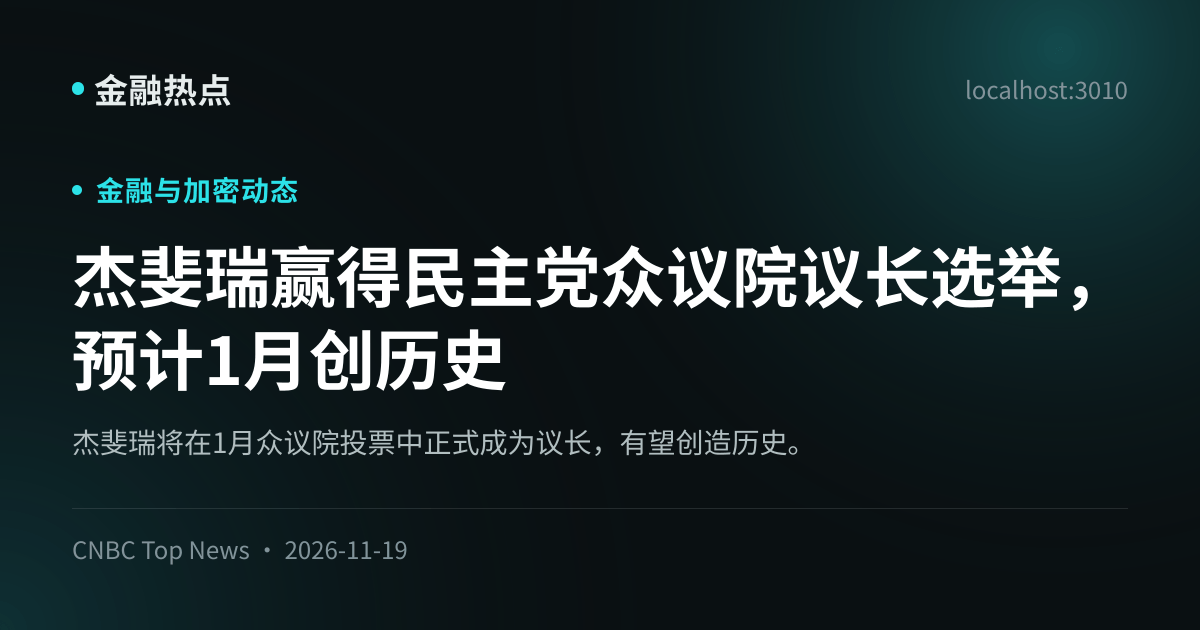 金融热点
localhost:3010
金融与加密动态
杰斐瑞赢得民主党众议院议长选举，
预计1月创历史
杰斐瑞将在1月众议院投票中正式成为议长，有望创造历史。
CNBC Top News · 2026-11-19